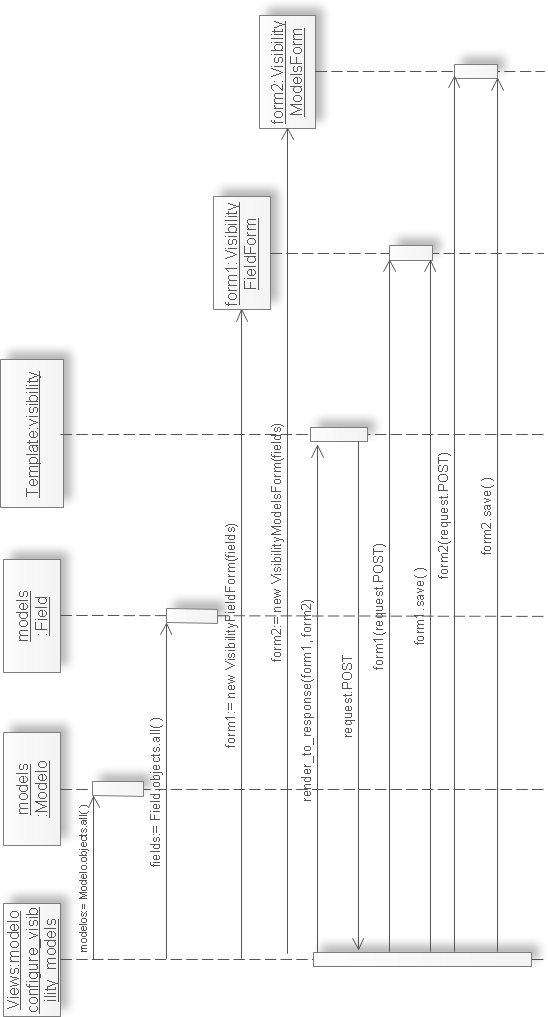 Views:modelo
configure_visib
ility_models
models
:Modelo
models
:Field
Template:visibility
form1:Visibility
FieldForm
form2:Visibility
ModelsForm
modelos:= Modelo.objects.all()
fields:= Field.objects.all()
form1:= new VisibilityFieldForm(fields)
form2:= new VisibilityModelsForm(fields)
render_to_response(form1, form2)
request.POST
form1(request.POST)
form1.save()
form2(request.POST)
form2.save()